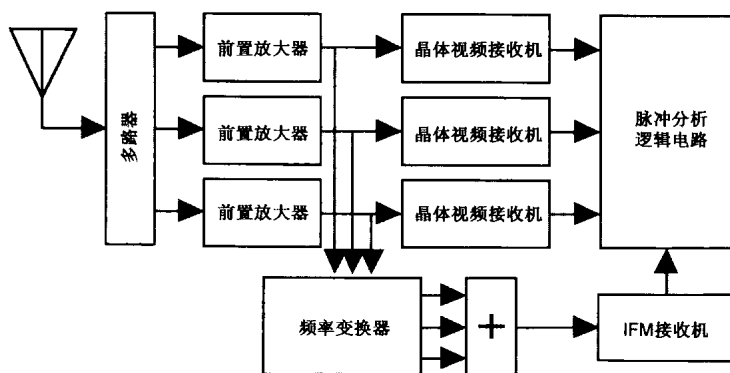 前置放大器
晶体视频接收机
多路器
前置放大器
晶体视频接收机
脉冲分析
逻辑电路
前置放大器
晶体视频接收机
频率变换器
+
IFM接收机